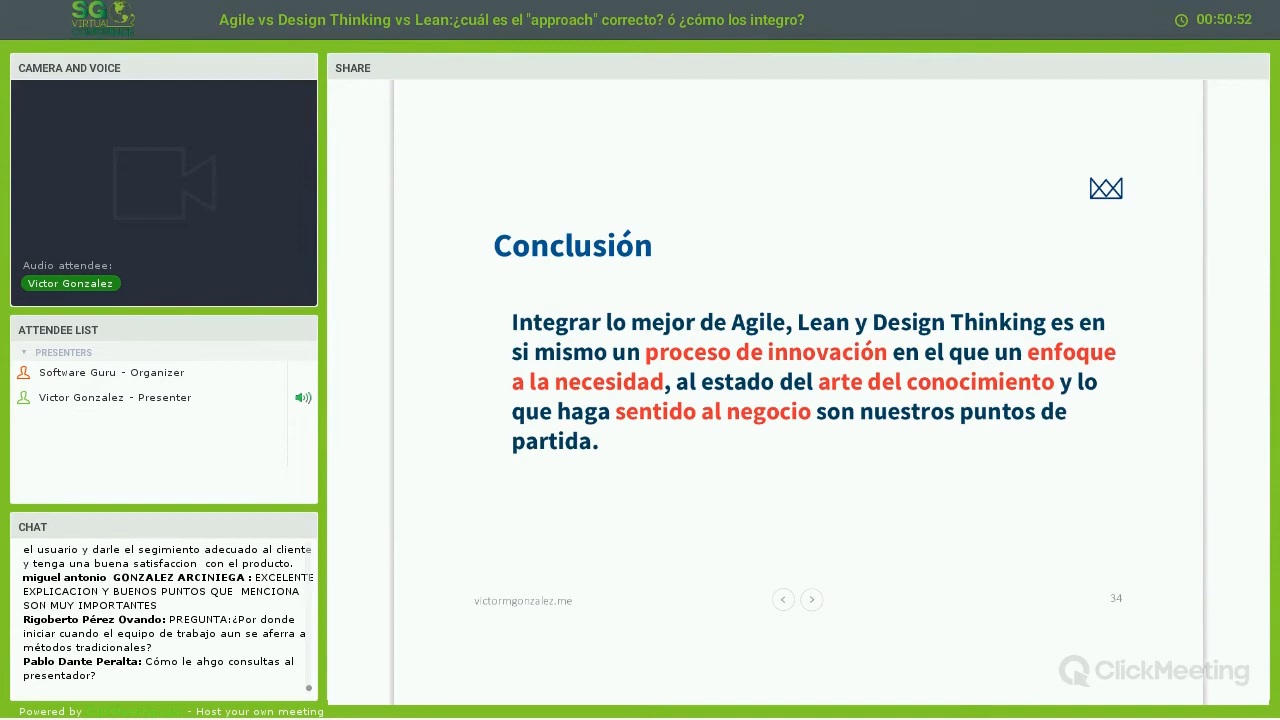 SG
VIRTUAL
CONFERENCE
Agile vs Design Thinking vs Lean:¿cuál es el "approach" correcto? ó ¿cómo los integro?
00:50:52
CAMERA AND VOICE
Audio attendee:
Victor Gonzalez
ATTENDEE LIST
PRESENTERS
Software Guru - Organizer
Victor Gonzalez - Presenter
CHAT
el usuario y darle el segimiento adecuado al cliente
y tenga una buena satisfaccion con el producto.
miguel antonio GONZALEZ ARCINIEGA : EXCELENTE
EXPLICACION Y BUENOS PUNTOS QUE MENCIONA
SON MUY IMPORTANTES
Rigoberto Pérez Ovando: PREGUNTA:¿Por donde
iniciar cuando el equipo de trabajo aun se aferra a
métodos tradicionales?
Pablo Dante Peralta: Cómo le ahgo consultas al
presentador?
SHARE
Conclusión
Integrar lo mejor de Agile, Lean y Design Thinking es en
si mismo un proceso de innovación en el que un enfoque
a la necesidad, al estado del arte del conocimiento y lo
que haga sentido al negocio son nuestros puntos de
partida.
victormgonzalez.me
34
ClickMeeting
Powered by - Host your own meeting